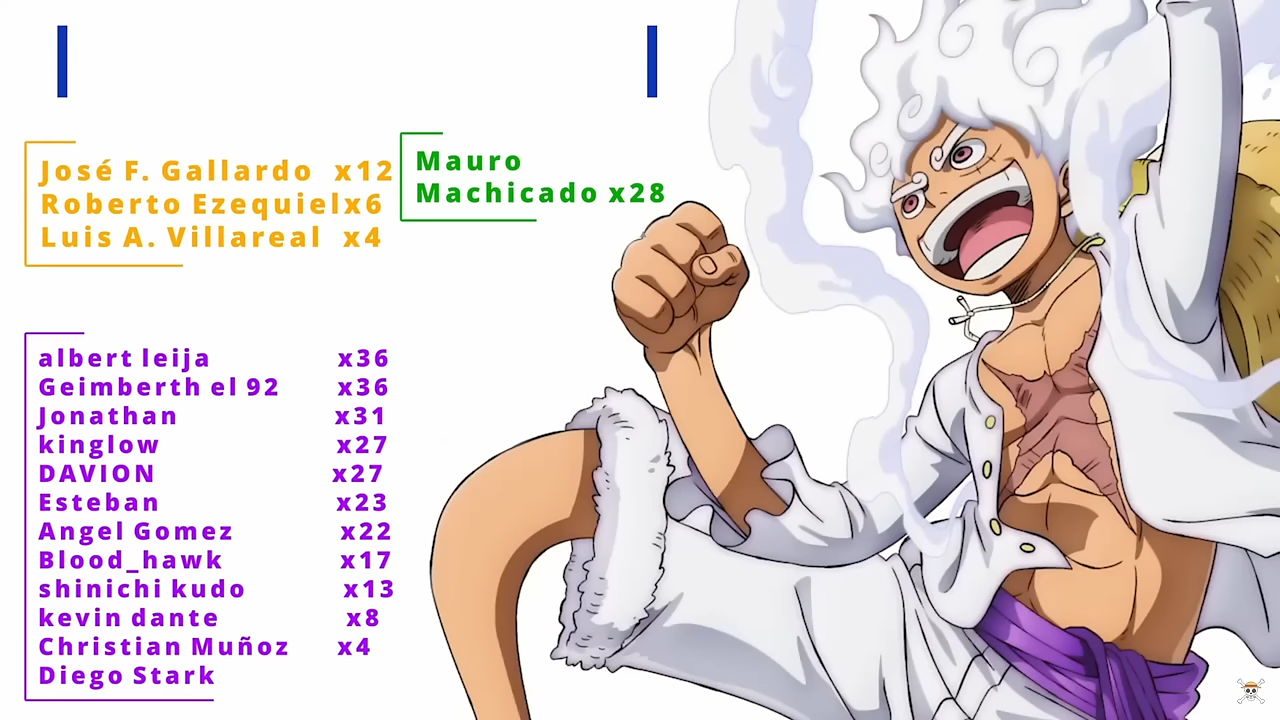 José F. Gallardo x12
Roberto Ezequielx6
Luis A. Villareal x4
Mauro
Machicado x28
albert leija x36
Geimberth el 92 x36
Jonathan x31
kinglow x27
DAVION x27
Esteban x23
Angel Gomez x22
Blood_hawk x17
shinichi kudo x13
kevin dante x8
Christian Muñoz x4
Diego Stark